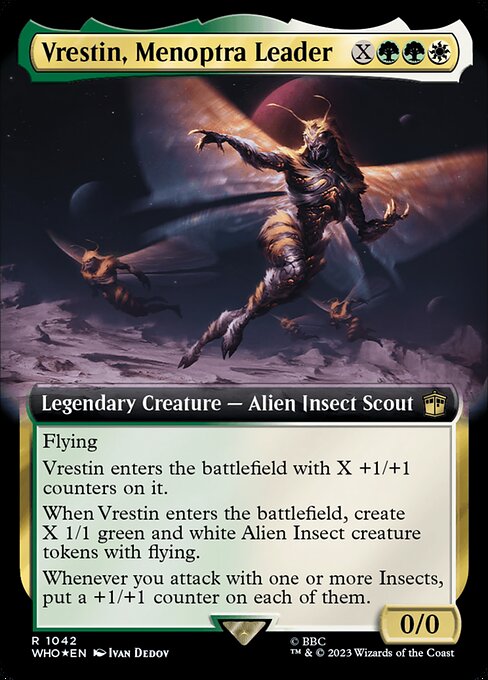 Vrestin, Menoptra Leader X
Legendary Creature — Alien Insect Scout
Flying
Vrestin enters the battlefield with X +1/+1
counters on it.
When Vrestin enters the battlefield, create
X 1/1 green and white Alien Insect creature
tokens with flying.
Whenever you attack with one or more Insects,
put a +1/+1 counter on each of them.
0/0
R 1042
WHO★EN Ivan Dedov
© BBC
™ & © 2023 Wizards of the Coast